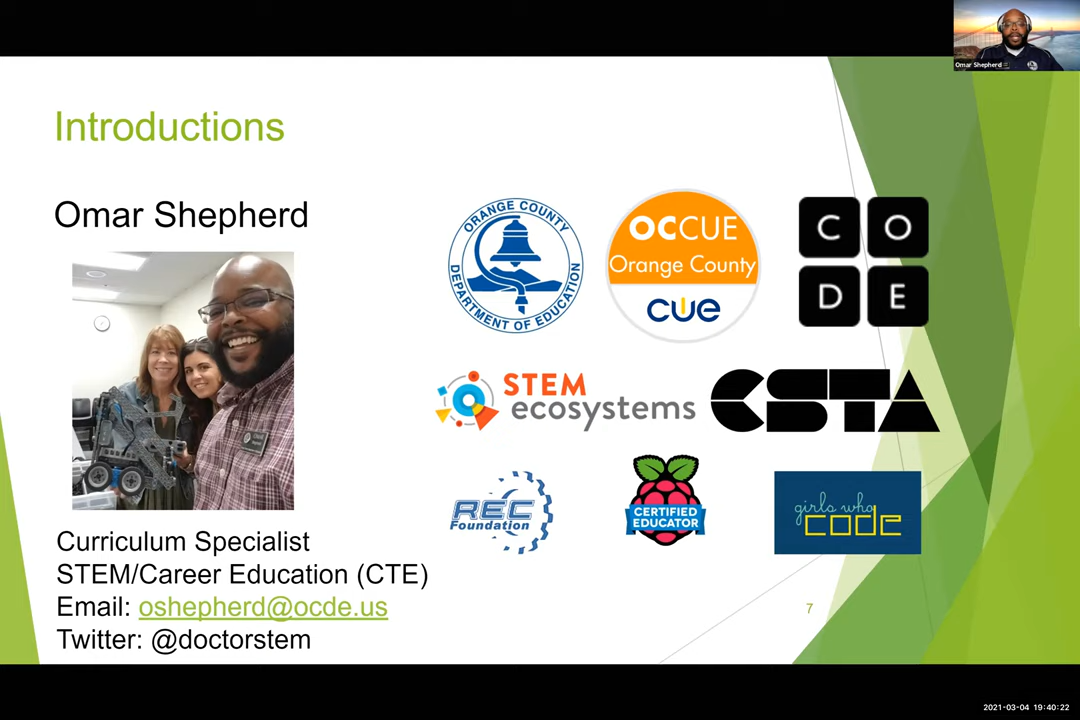 Omar Shepherd
Introductions
Omar Shepherd
Curriculum Specialist
STEM/Career Education (CTE)
Email: oshepherd@ocde.us
Twitter: @doctorstem
ORANGE COUNTY
DEPARTMENT OF EDUCATION
OCCUE
Orange County
cue
C O
D E
STEM
ecosystems
CSTA
REC
Foundation
CERTIFIED
EDUCATOR
girls who
code
7
2021-03-04 19:40:22